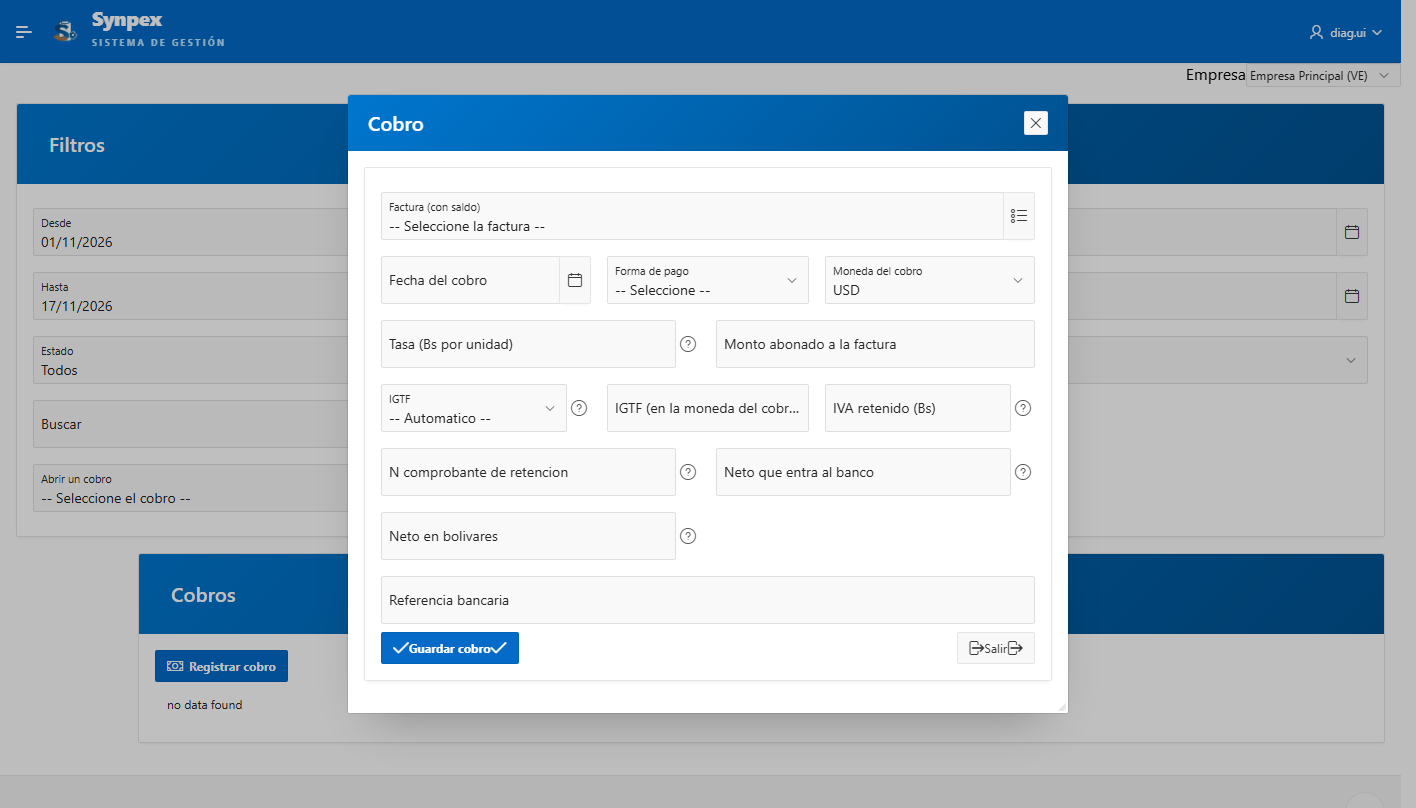 Synpex
SISTEMA DE GESTIÓN
diag.ui
Empresa Empresa Principal (VE)
Filtros
Desde
01/11/2026
Hasta
17/11/2026
Estado
Todos
Buscar
Abrir un cobro
-- Seleccione el cobro --
Cobro
Factura (con saldo)
-- Seleccione la factura --
Fecha del cobro
Forma de pago
-- Seleccione --
Moneda del cobro
USD
Tasa (Bs por unidad)
Monto abonado a la factura
IGTF
-- Automatico --
IGTF (en la moneda del cobr...
IVA retenido (Bs)
N comprobante de retencion
Neto que entra al banco
Neto en bolivares
Referencia bancaria
Guardar cobro
Salir
Cobros
Registrar cobro
no data found